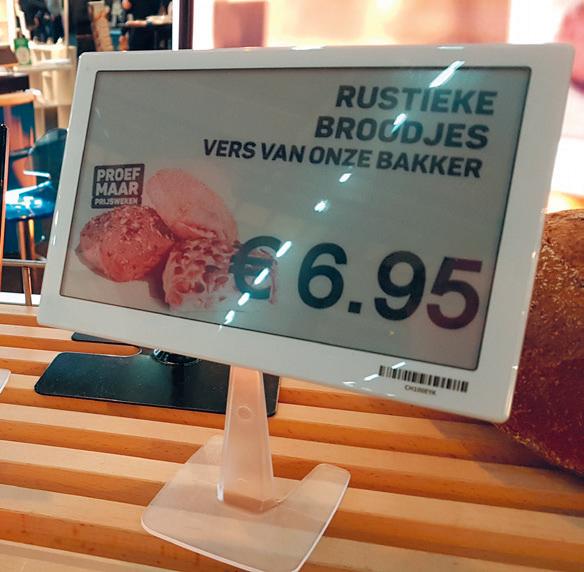 RUSTIEKE
BROODJES
VERS VAN ONZE BAKKER
PROEF
MAAR
PRIJSWEKEN
€ 6.95